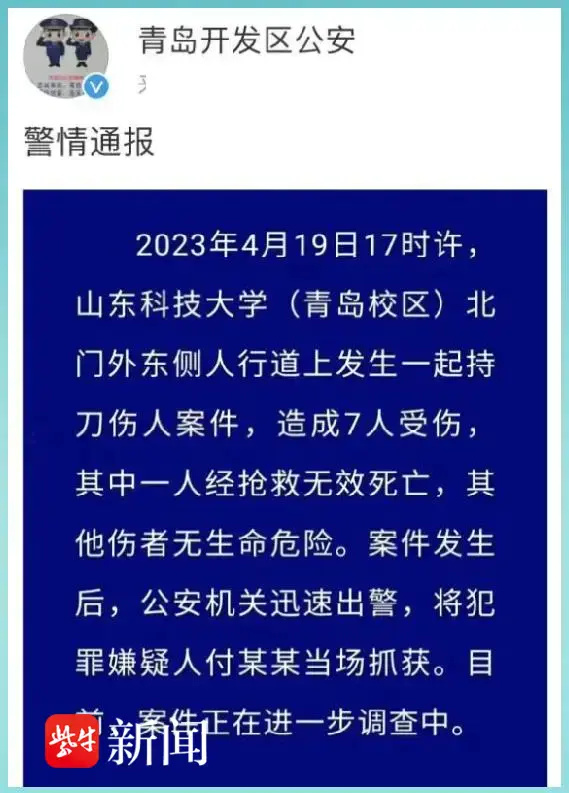 青岛开发区公安
警情通报
2023年4月19日17时许，
山东科技大学（青岛校区）北
门外东侧人行道上发生一起持
刀伤人案件，造成7人受伤，
其中一人经抢救无效死亡，其
他伤者无生命危险。案件发生
后，公安机关迅速出警，将犯
罪嫌疑人付某某当场抓获。目
前，案件正在进一步调查中。
紫牛新闻